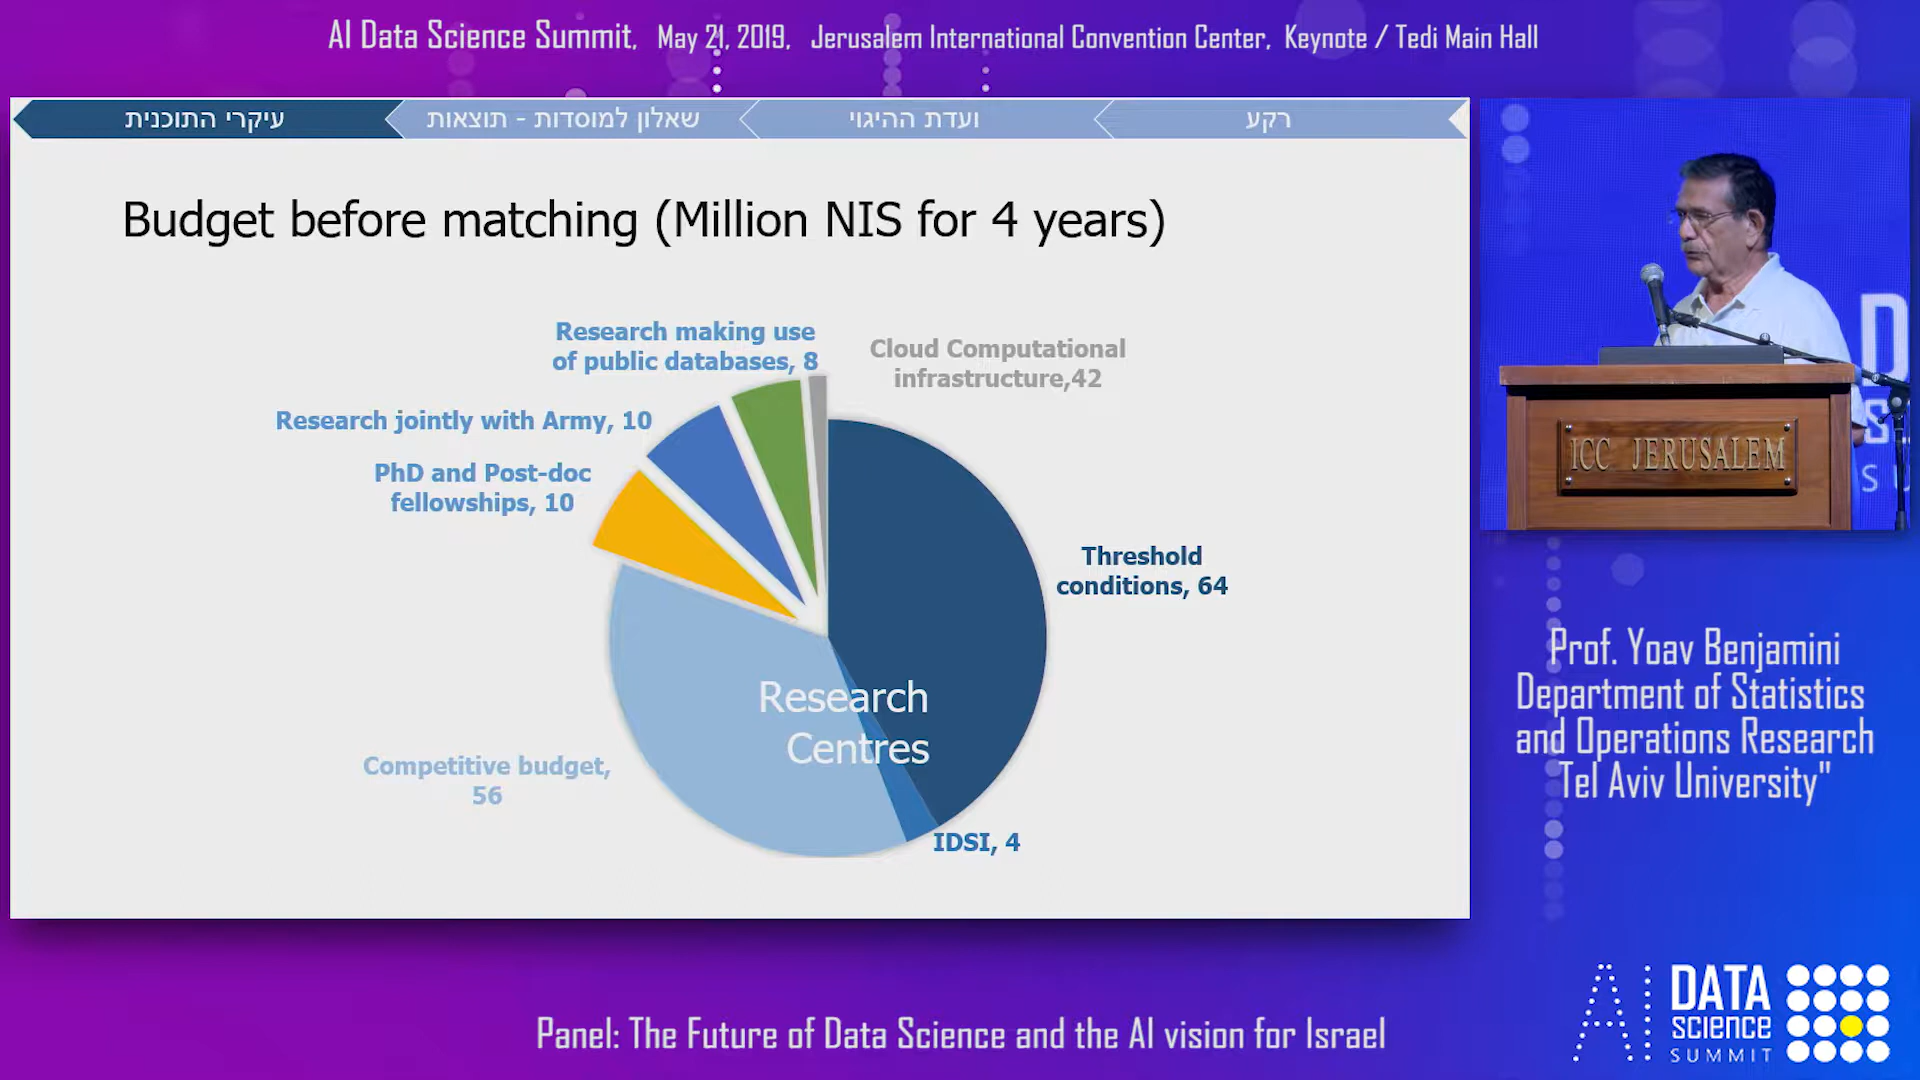 AI Data Science Summit, May 21, 2019, Jerusalem International Convention Center, Keynote / Tedi Main Hall
רקע
ועדת ההיגוי
שאלון למוסדות - תוצאות
עיקרי התוכנית
Budget before matching (Million NIS for 4 years)
Research making use
of public databases, 8
Cloud Computational
infrastructure,42
Research jointly with Army, 10
PhD and Post-doc
fellowships, 10
Threshold
conditions, 64
Research
Centres
Competitive budget,
56
IDSI, 4
D
S
S U
ICC JERUSALEM
Prof. Yoav Benjamini
Department of Statistics
and Operations Research
Tel Aviv University"
AI DATA
SCIENCE
SUMMIT
Panel: The Future of Data Science and the AI vision for Israel